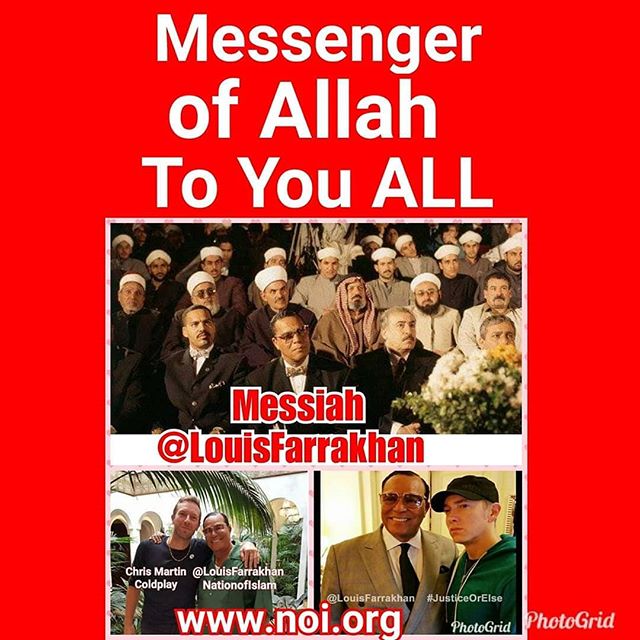 Messenger
of Allah
To You ALL
Messiah
@LouisFarrakhan
Chris Martin @LouisFarrakhan
Coldplay NationofIslam
@LouisFarrakhan #JusticeOrElse
www.noi.org
PhotoGrid
PhotoGrid